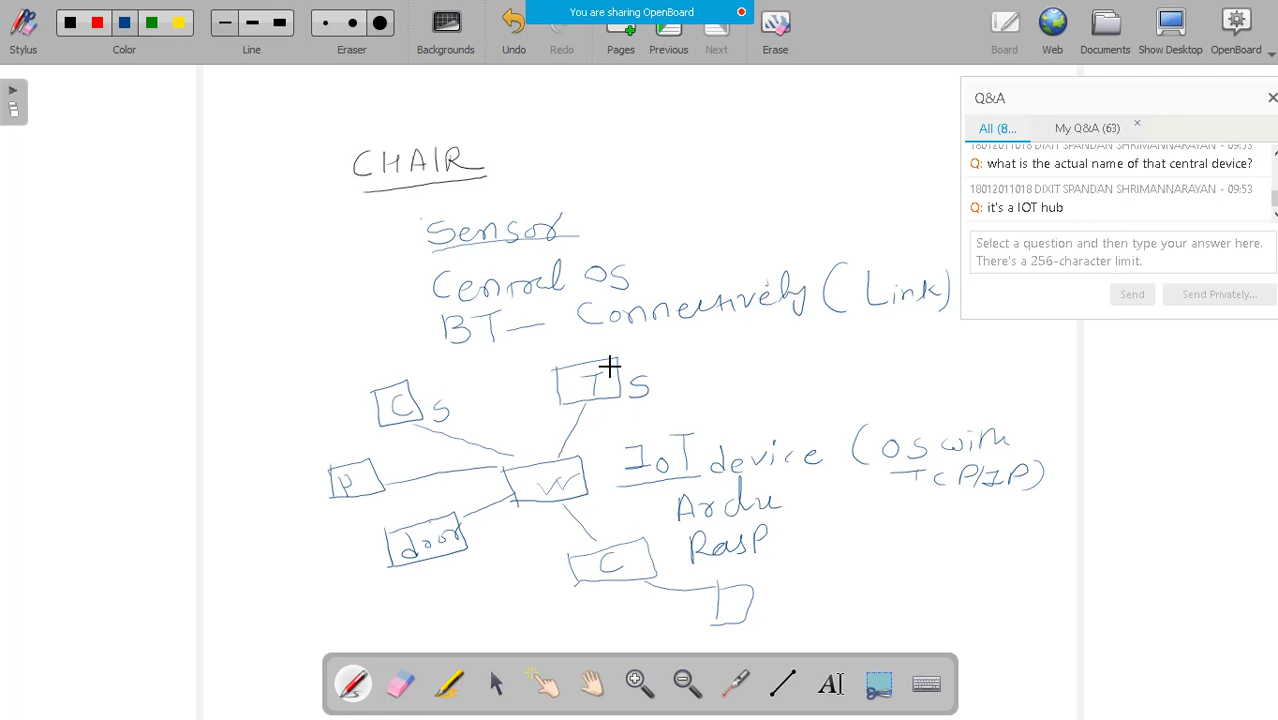 You are sharing OpenBoard
Stylus
Color
Line
Eraser
Backgrounds
Undo
Redo
Pages
Previous
Next
Erase
Board
Web
Documents
Show Desktop
OpenBoard
Q&A
All (8...
My Q&A (63)
18012011018 DIXIT SPANDAN SHRIMANNARAYAN - 09:53
Q: what is the actual name of that central device?
18012011018 DIXIT SPANDAN SHRIMANNARAYAN - 09:53
Q: it's a IOT hub
Select a question and then type your answer here.
There's a 256-character limit.
Send
Send Privately...
CHAIR
Sensor
Central OS
BT — Connectively (Link)
T S
C S
IoT device (OS with
TCP/IP)
P
W
Ardu
door
RasP
C
D
AI